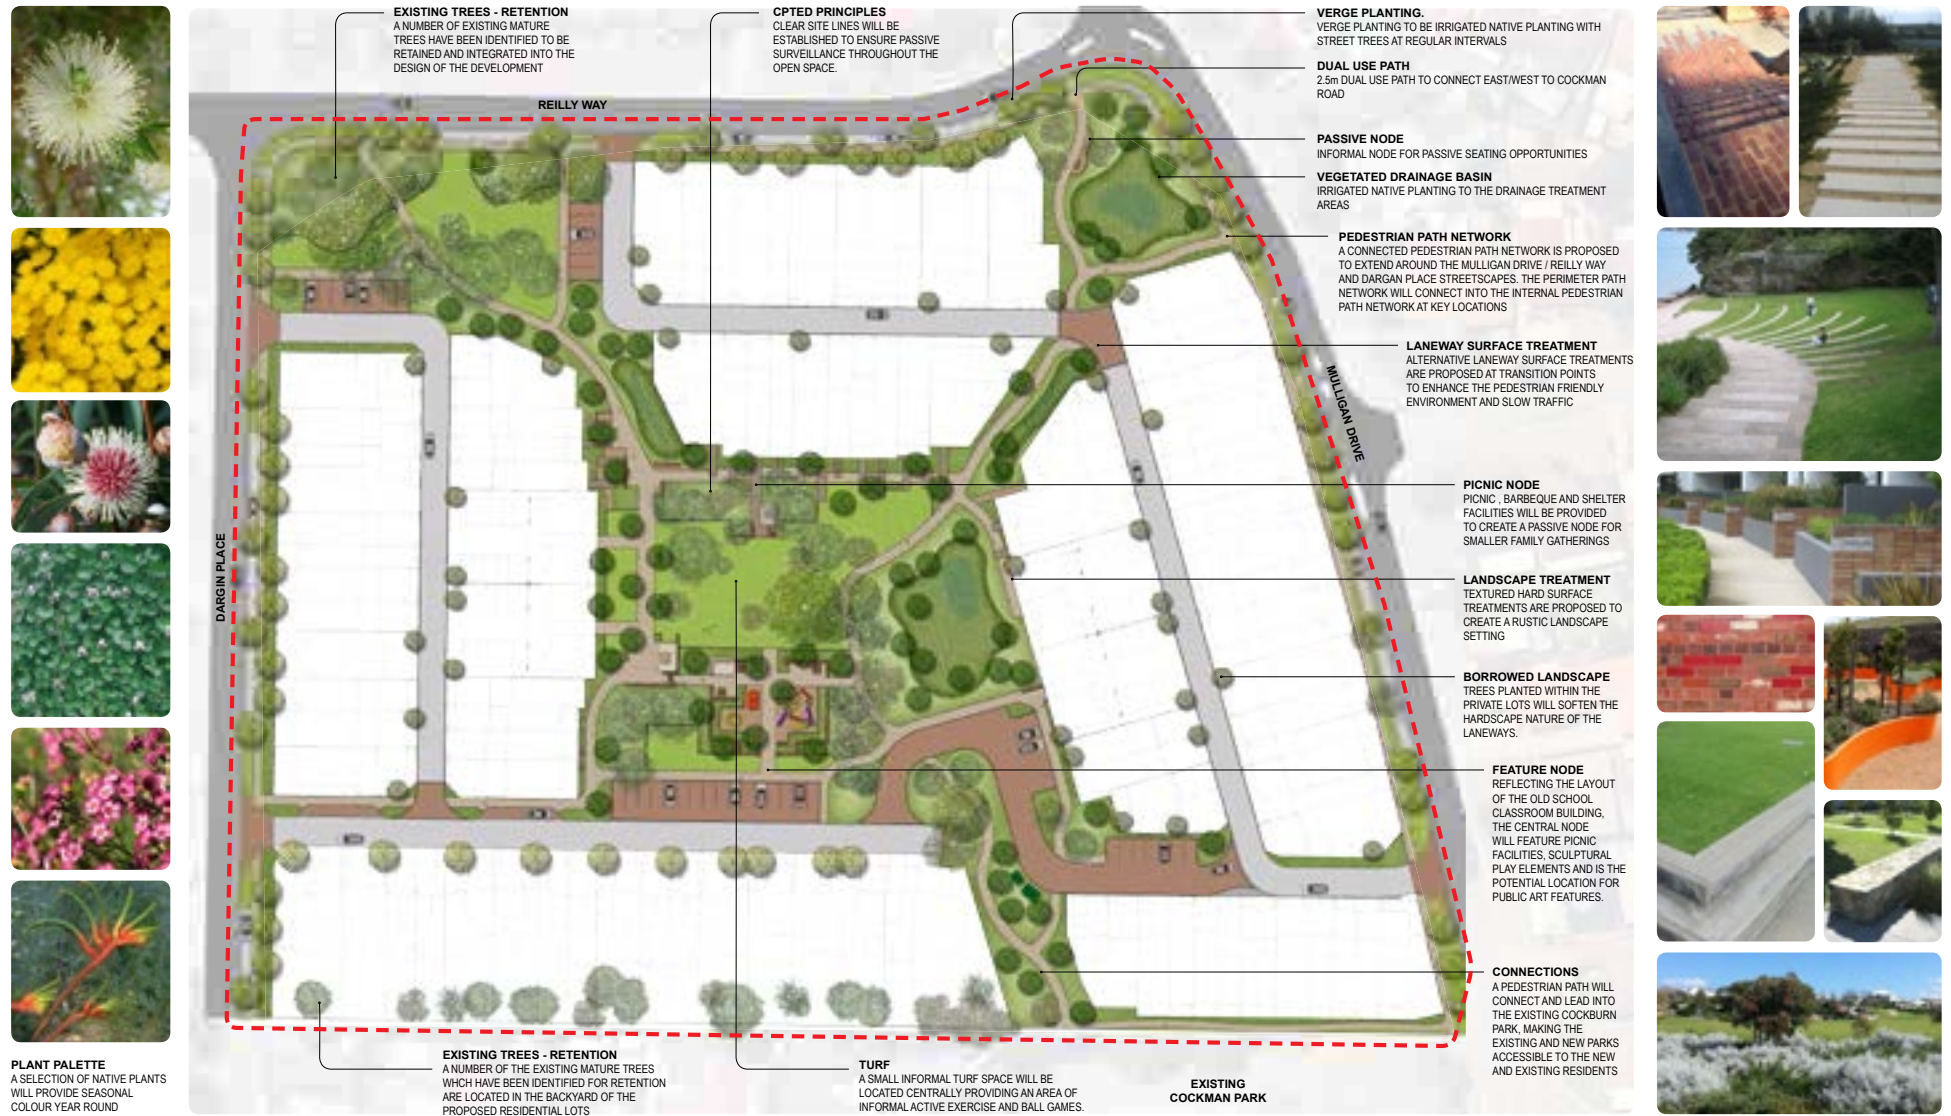 EXISTING TREES - RETENTION
A NUMBER OF EXISTING MATURE
TREES HAVE BEEN IDENTIFIED TO BE
RETAINED AND INTEGRATED INTO THE
DESIGN OF THE DEVELOPMENT
CPTED PRINCIPLES
CLEAR SITE LINES WILL BE
ESTABLISHED TO ENSURE PASSIVE
SURVEILLANCE THROUGHOUT THE
OPEN SPACE.
VERGE PLANTING.
VERGE PLANTING TO BE IRRIGATED NATIVE PLANTING WITH
STREET TREES AT REGULAR INTERVALS
DUAL USE PATH
2.5m DUAL USE PATH TO CONNECT EAST/WEST TO COCKMAN
ROAD
REILLY WAY
PASSIVE NODE
INFORMAL NODE FOR PASSIVE SEATING OPPORTUNITIES
VEGETATED DRAINAGE BASIN
IRRIGATED NATIVE PLANTING TO THE DRAINAGE TREATMENT
AREAS
PEDESTRIAN PATH NETWORK
A CONNECTED PEDESTRIAN PATH NETWORK IS PROPOSED
TO EXTEND AROUND THE MULLIGAN DRIVE / REILLY WAY
AND DARGAN PLACE STREETSCAPES. THE PERIMETER PATH
NETWORK WILL CONNECT INTO THE INTERNAL PEDESTRIAN
PATH NETWORK AT KEY LOCATIONS
LANEWAY SURFACE TREATMENT
ALTERNATIVE LANEWAY SURFACE TREATMENTS
ARE PROPOSED AT TRANSITION POINTS
TO ENHANCE THE PEDESTRIAN FRIENDLY
ENVIRONMENT AND SLOW TRAFFIC
MULLIGAN DRIVE
PICNIC NODE
PICNIC , BARBEQUE AND SHELTER
FACILITIES WILL BE PROVIDED
TO CREATE A PASSIVE NODE FOR
SMALLER FAMILY GATHERINGS
DARGIN PLACE
LANDSCAPE TREATMENT
TEXTURED HARD SURFACE
TREATMENTS ARE PROPOSED TO
CREATE A RUSTIC LANDSCAPE
SETTING
BORROWED LANDSCAPE
TREES PLANTED WITHIN THE
PRIVATE LOTS WILL SOFTEN THE
HARDSCAPE NATURE OF THE
LANEWAYS.
FEATURE NODE
REFLECTING THE LAYOUT
OF THE OLD SCHOOL
CLASSROOM BUILDING,
THE CENTRAL NODE
WILL FEATURE PICNIC
FACILITIES, SCULPTURAL
PLAY ELEMENTS AND IS THE
POTENTIAL LOCATION FOR
PUBLIC ART FEATURES.
CONNECTIONS
A PEDESTRIAN PATH WILL
CONNECT AND LEAD INTO
THE EXISTING COCKBURN
PARK, MAKING THE
EXISTING AND NEW PARKS
ACCESSIBLE TO THE NEW
AND EXISTING RESIDENTS
PLANT PALETTE
A SELECTION OF NATIVE PLANTS
WILL PROVIDE SEASONAL
COLOUR YEAR ROUND
EXISTING TREES - RETENTION
A NUMBER OF THE EXISTING MATURE TREES
WHCH HAVE BEEN IDENTIFIED FOR RETENTION
ARE LOCATED IN THE BACKYARD OF THE
PROPOSED RESIDENTIAL LOTS
TURF
A SMALL INFORMAL TURF SPACE WILL BE
LOCATED CENTRALLY PROVIDING AN AREA OF
INFORMAL ACTIVE EXERCISE AND BALL GAMES.
EXISTING
COCKMAN PARK